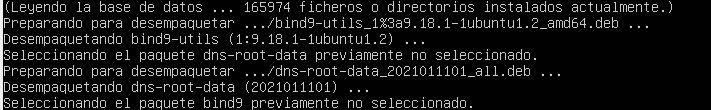 (Leyendo la base de datos ... 165974 ficheros o directorios instalados actualmente.)
Preparando para desempaquetar .../bind9-utils_1%3a9.18.1-1ubuntu1.2_amd64.deb ...
Desempaquetando bind9-utils (1:9.18.1-1ubuntu1.2) ...
Seleccionando el paquete dns-root-data previamente no seleccionado.
Preparando para desempaquetar .../dns-root-data_2021011101_all.deb ...
Desempaquetando dns-root-data (2021011101) ...
Seleccionando el paquete bind9 previamente no seleccionado.